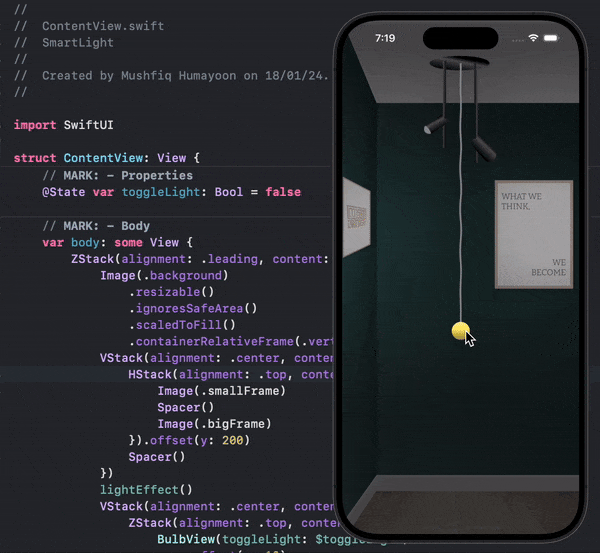 //
//  ContentView.swift
//  SmartLight
//
//  Created by Mushfiq Humayoon on 18/01/24.
//
import SwiftUI
struct ContentView: View {
// MARK: - Properties
@State var toggleLight: Bool = false
// MARK: - Body
var body: some View {
ZStack(alignment: .leading, content:
Image(.background)
.resizable()
.ignoresSafeArea()
.scaledToFill()
.containerRelativeFrame(.vert
VStack(alignment: .center, conten
HStack(alignment: .top, conte
Image(.smallFrame)
Spacer()
Image(.bigFrame)
}).offset(y: 200)
Spacer()
})
lightEffect()
VStack(alignment: .center, conten
ZStack(alignment: .top, conte
BulbView(toggleLight: $toggleLight
7:19
WHAT WE
THINK,
WE
BECOME